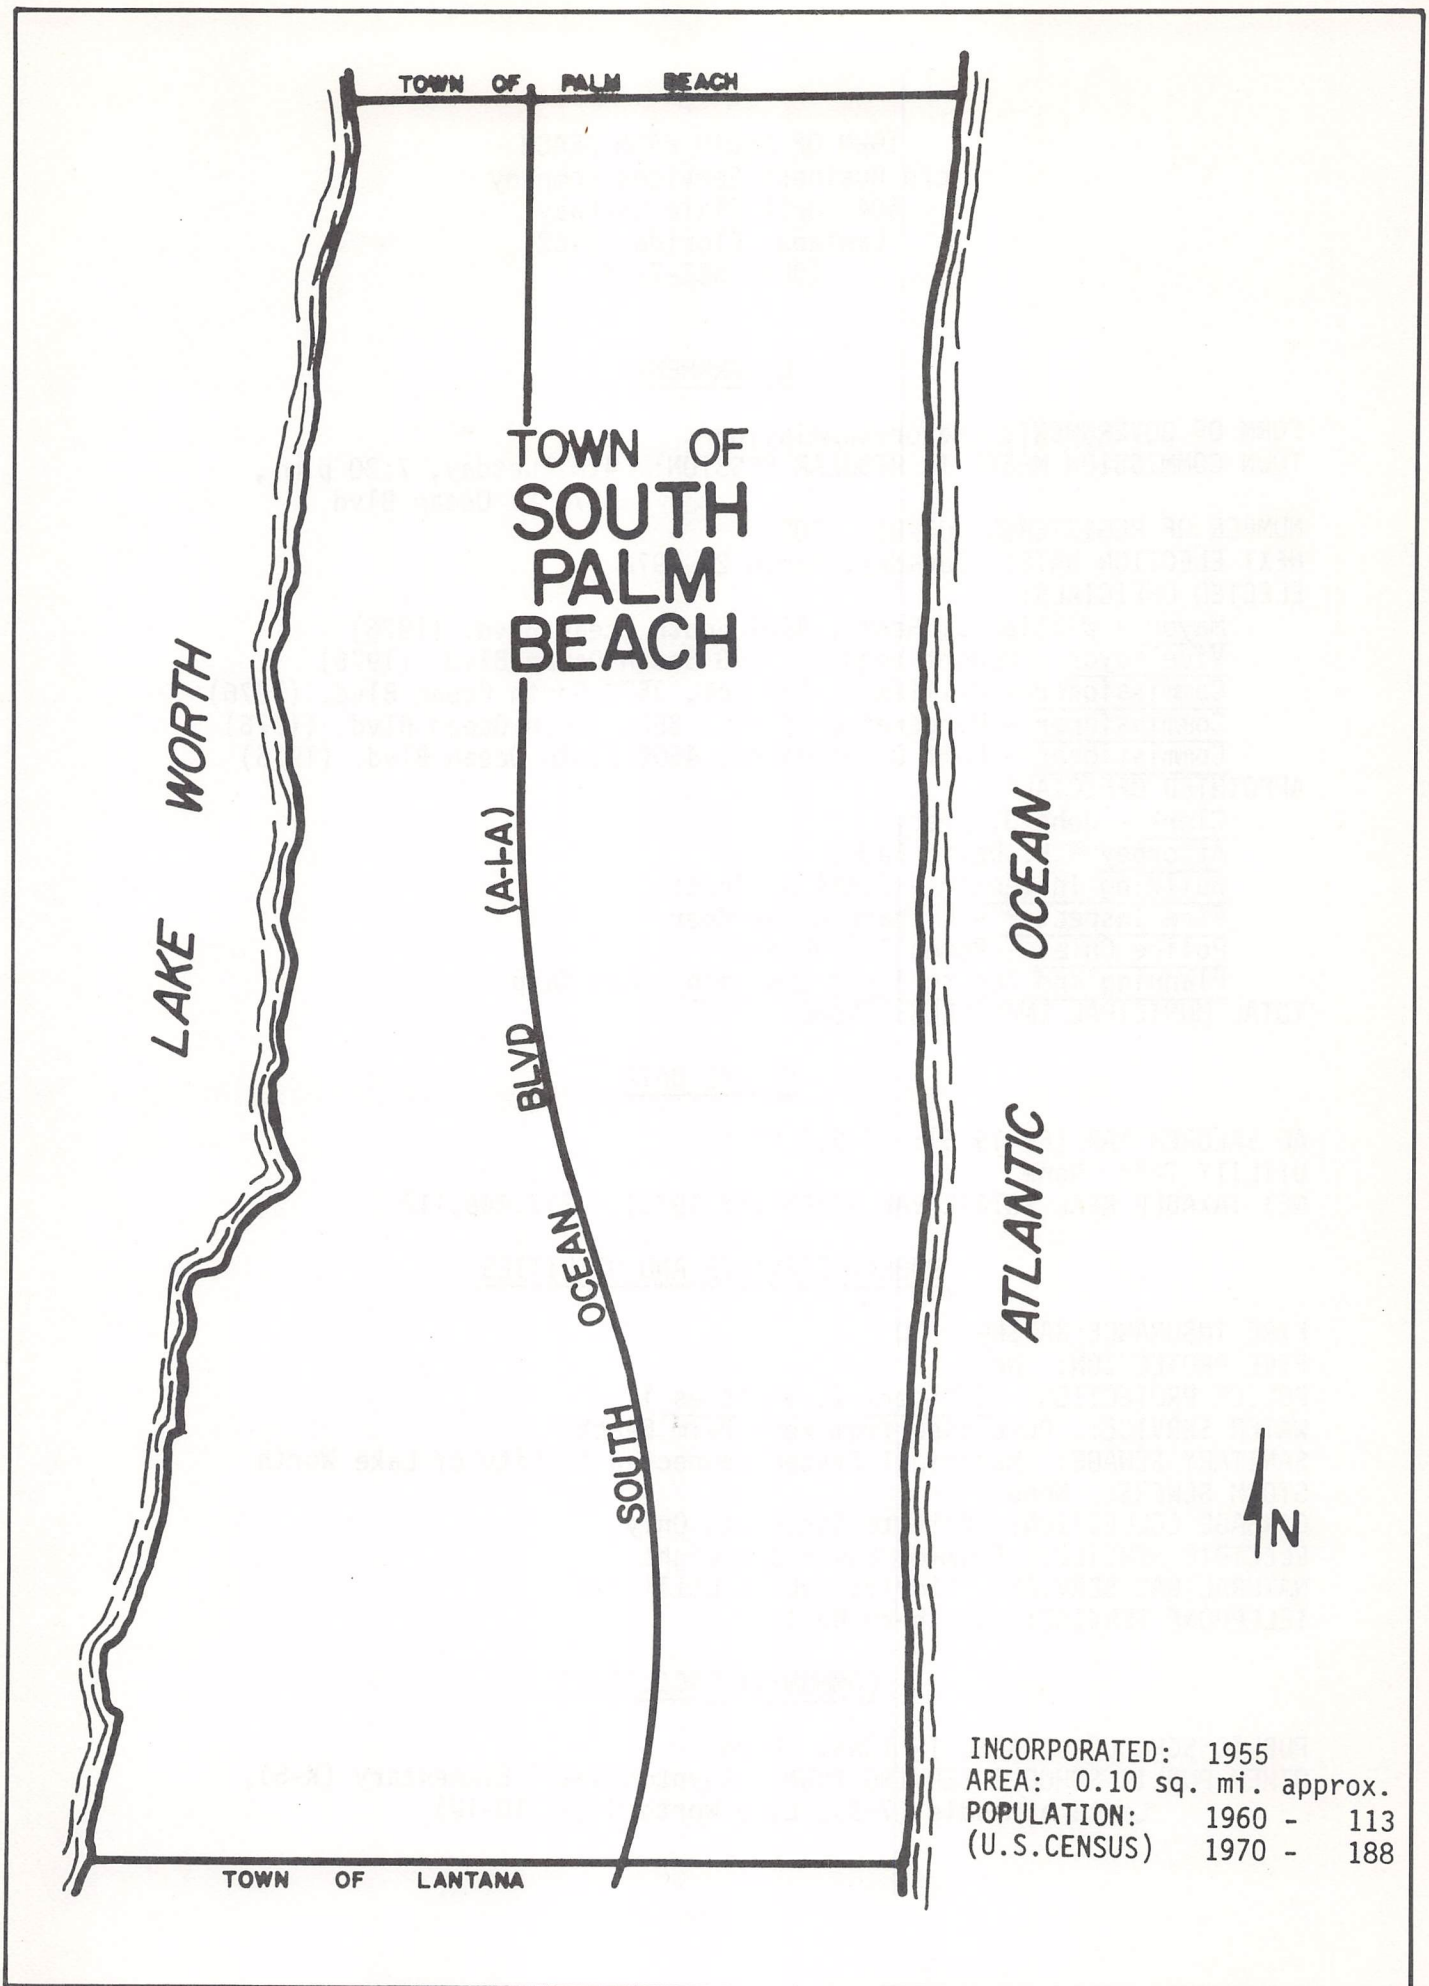 TOWN OF PALM BEACH
TOWN OF
SOUTH
PALM
BEACH
LAKE WORTH
(A-1-A)
SOUTH OCEAN BLVD
ATLANTIC OCEAN
N
INCORPORATED: 1955
AREA: 0.10 sq. mi. approx.
POPULATION: 1960 - 113
(U.S.CENSUS) 1970 - 188
TOWN OF LANTANA